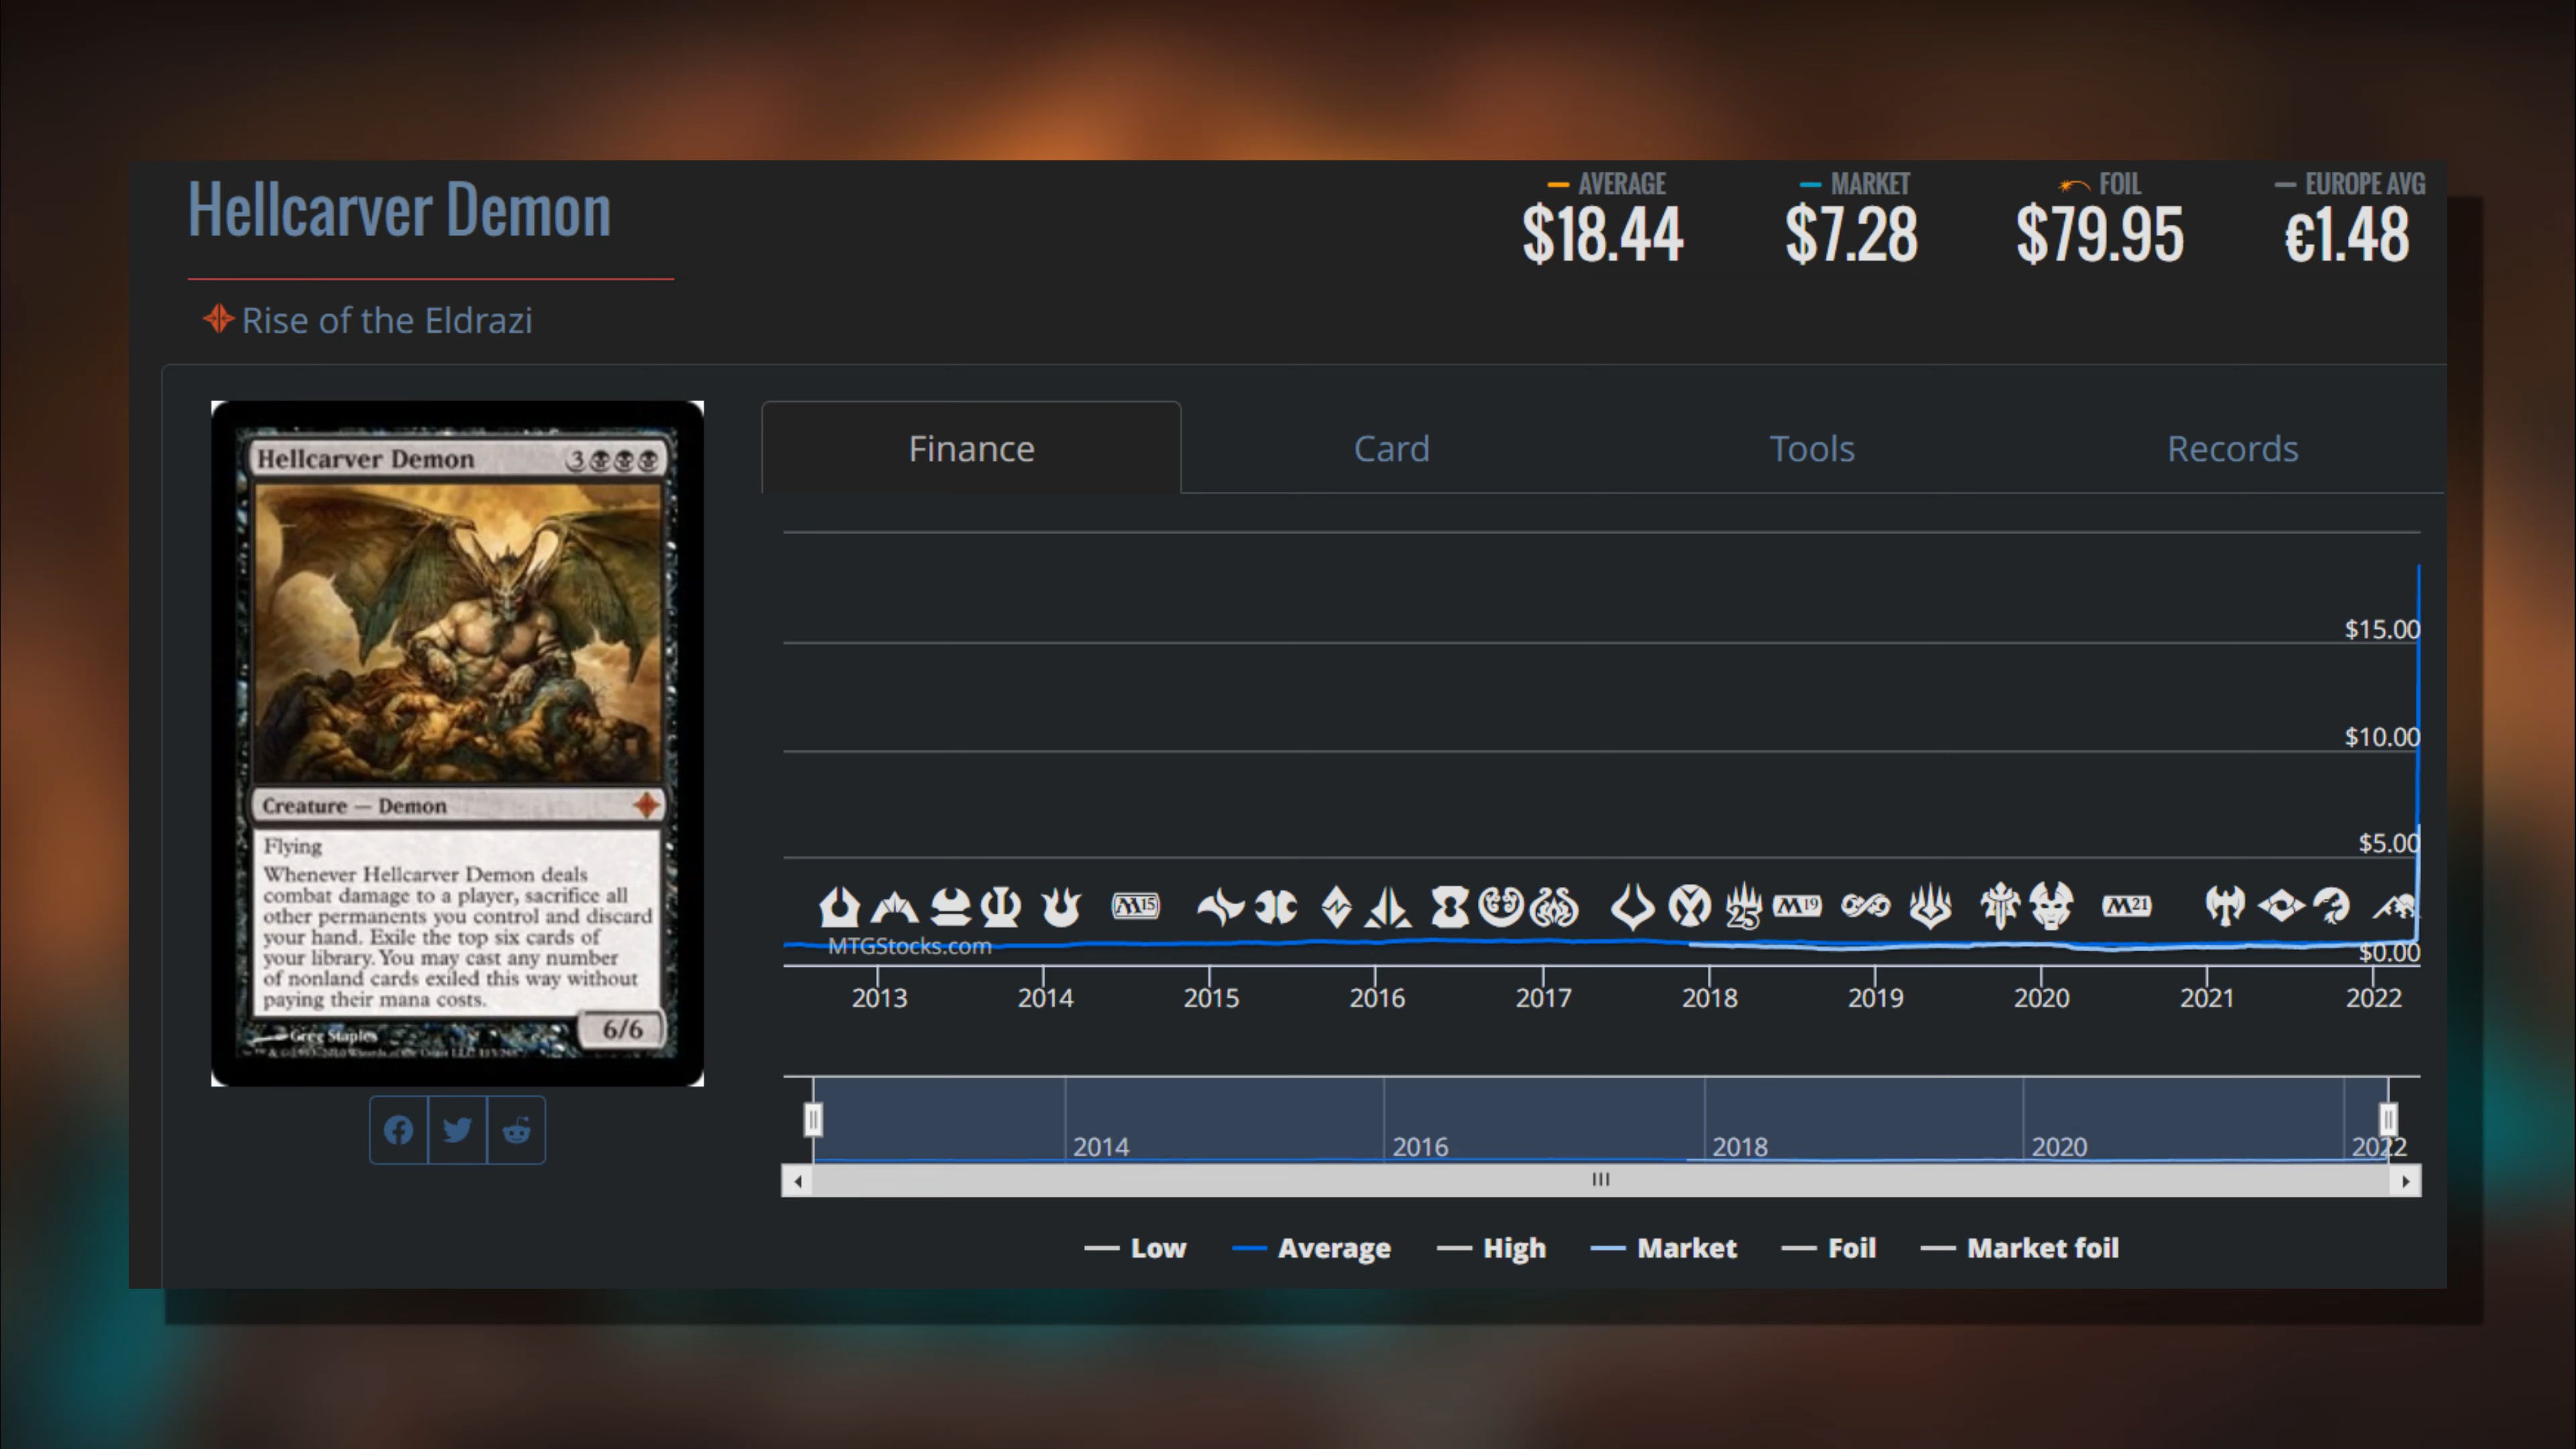 Hellcarver Demon
AVERAGE
$18.44
MARKET
$7.28
FOIL
$79.95
EUROPE AVG
€1.48
Rise of the Eldrazi
Hellcarver Demon 3
Creature — Demon
Flying
Whenever Hellcarver Demon deals
combat damage to a player, sacrifice all
other permanents you control and discard
your hand. Exile the top six cards of
your library. You may cast any number
of nonland cards exiled this way without
paying their mana costs.
Greg Staples
6/6
Finance Card Tools Records
$15.00
$10.00
$5.00
M15 25 M19 M21
MTGStocks.com
$0.00
2013 2014 2015 2016 2017 2018 2019 2020 2021 2022
2014 2016 2018 2020 2022
Low Average High Market Foil Market foil